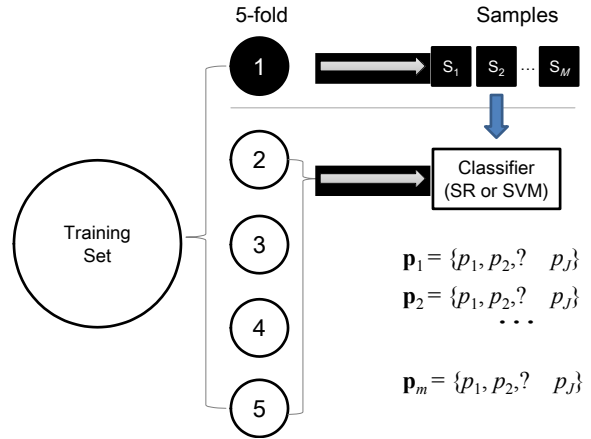 5-fold Samples
1 S1 S2 ... SM
2 Classifier
(SR or SVM)
Training
Set
3
p1 = {p1, p2,? pJ}
p2 = {p1, p2,? pJ}
...
4
pm = {p1, p2,? pJ}
5